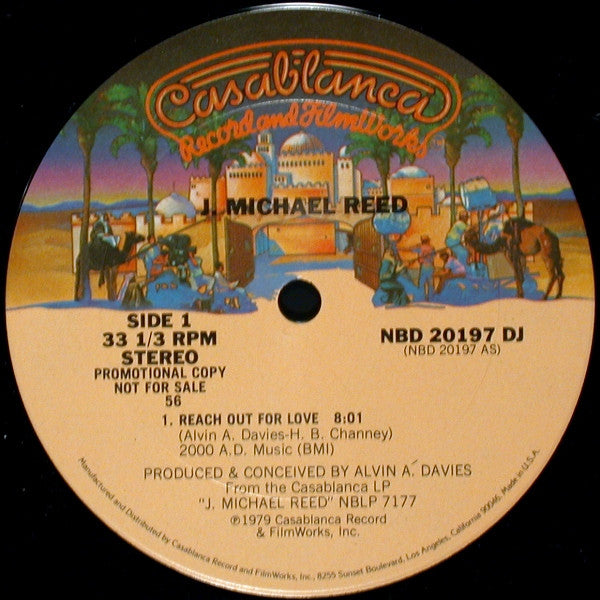 Casablanca
Record and FilmWorks
J. MICHAEL REED
SIDE 1
33 1/3 RPM
STEREO
PROMOTIONAL COPY
NOT FOR SALE
56
NBD 20197 DJ
(NBD 20197 AS)
1. REACH OUT FOR LOVE 8:01
(Alvin A. Davies-H. B. Channey)
2000 A.D. Music (BMI)
PRODUCED & CONCEIVED BY ALVIN A. DAVIES
From the Casablanca LP
"J. MICHAEL REED" NBLP 7177
℗1979 Casablanca Record
& FilmWorks, Inc.
Manufactured and Distributed by Casablanca Record and FilmWorks, Inc., 8255 Sunset Boulevard, Los Angeles, California 90046, Made in U.S.A.